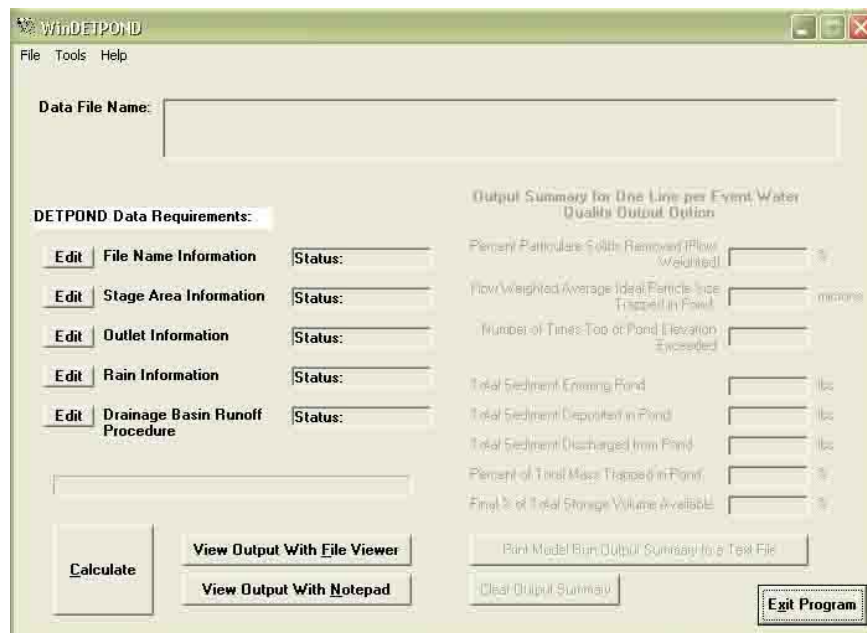 WinDETPOND
File Tools Help
Data File Name:
DETPOND Data Requirements:
Edit File Name Information Status:
Edit Stage Area Information Status:
Edit Outlet Information Status:
Edit Rain Information Status:
Edit Drainage Basin Runoff
Procedure
Status:
Calculate
View Output With File Viewer
View Output With Notepad
Output Summary for One Line per Event Water
Quality Output Option
Percent Particulate Solids Removed (Flow
Weighted) %
Flow Weighted Average Ideal Particle Size
Trapped in Pond microns
Number of Times Top of Pond Elevation
Exceeded
Total Sediment Entering Pond lbs
Total Sediment Deposited in Pond lbs
Total Sediment Discharged from Pond lbs
Percent of Total Mass Trapped in Pond %
Final % of Total Storage Volume Available %
Print Model Run Output Summary to a Text File
Clear Output Summary
Exit Program